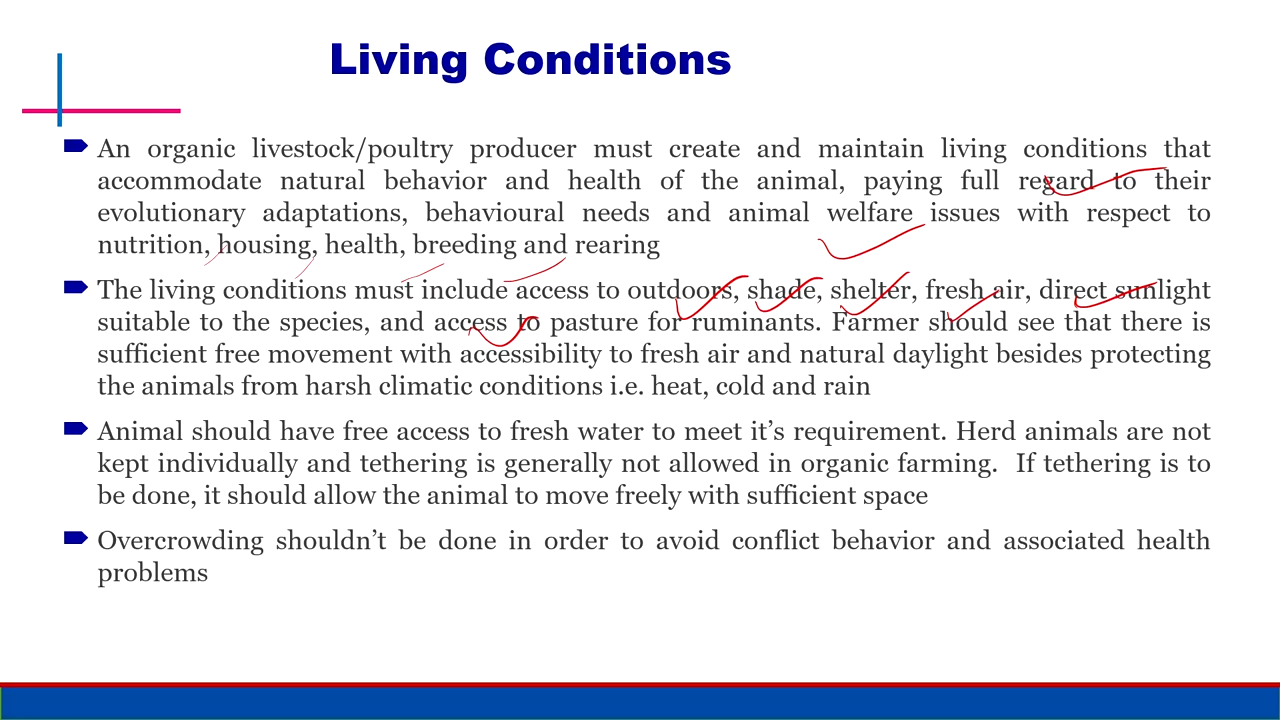 Living Conditions
An organic livestock/poultry producer must create and maintain living conditions that
accommodate natural behavior and health of the animal, paying full regard to their
evolutionary adaptations, behavioural needs and animal welfare issues with respect to
nutrition, housing, health, breeding and rearing
The living conditions must include access to outdoors, shade, shelter, fresh air, direct sunlight
suitable to the species, and access to pasture for ruminants. Farmer should see that there is
sufficient free movement with accessibility to fresh air and natural daylight besides protecting
the animals from harsh climatic conditions i.e. heat, cold and rain
Animal should have free access to fresh water to meet it’s requirement. Herd animals are not
kept individually and tethering is generally not allowed in organic farming. If tethering is to
be done, it should allow the animal to move freely with sufficient space
Overcrowding shouldn’t be done in order to avoid conflict behavior and associated health
problems